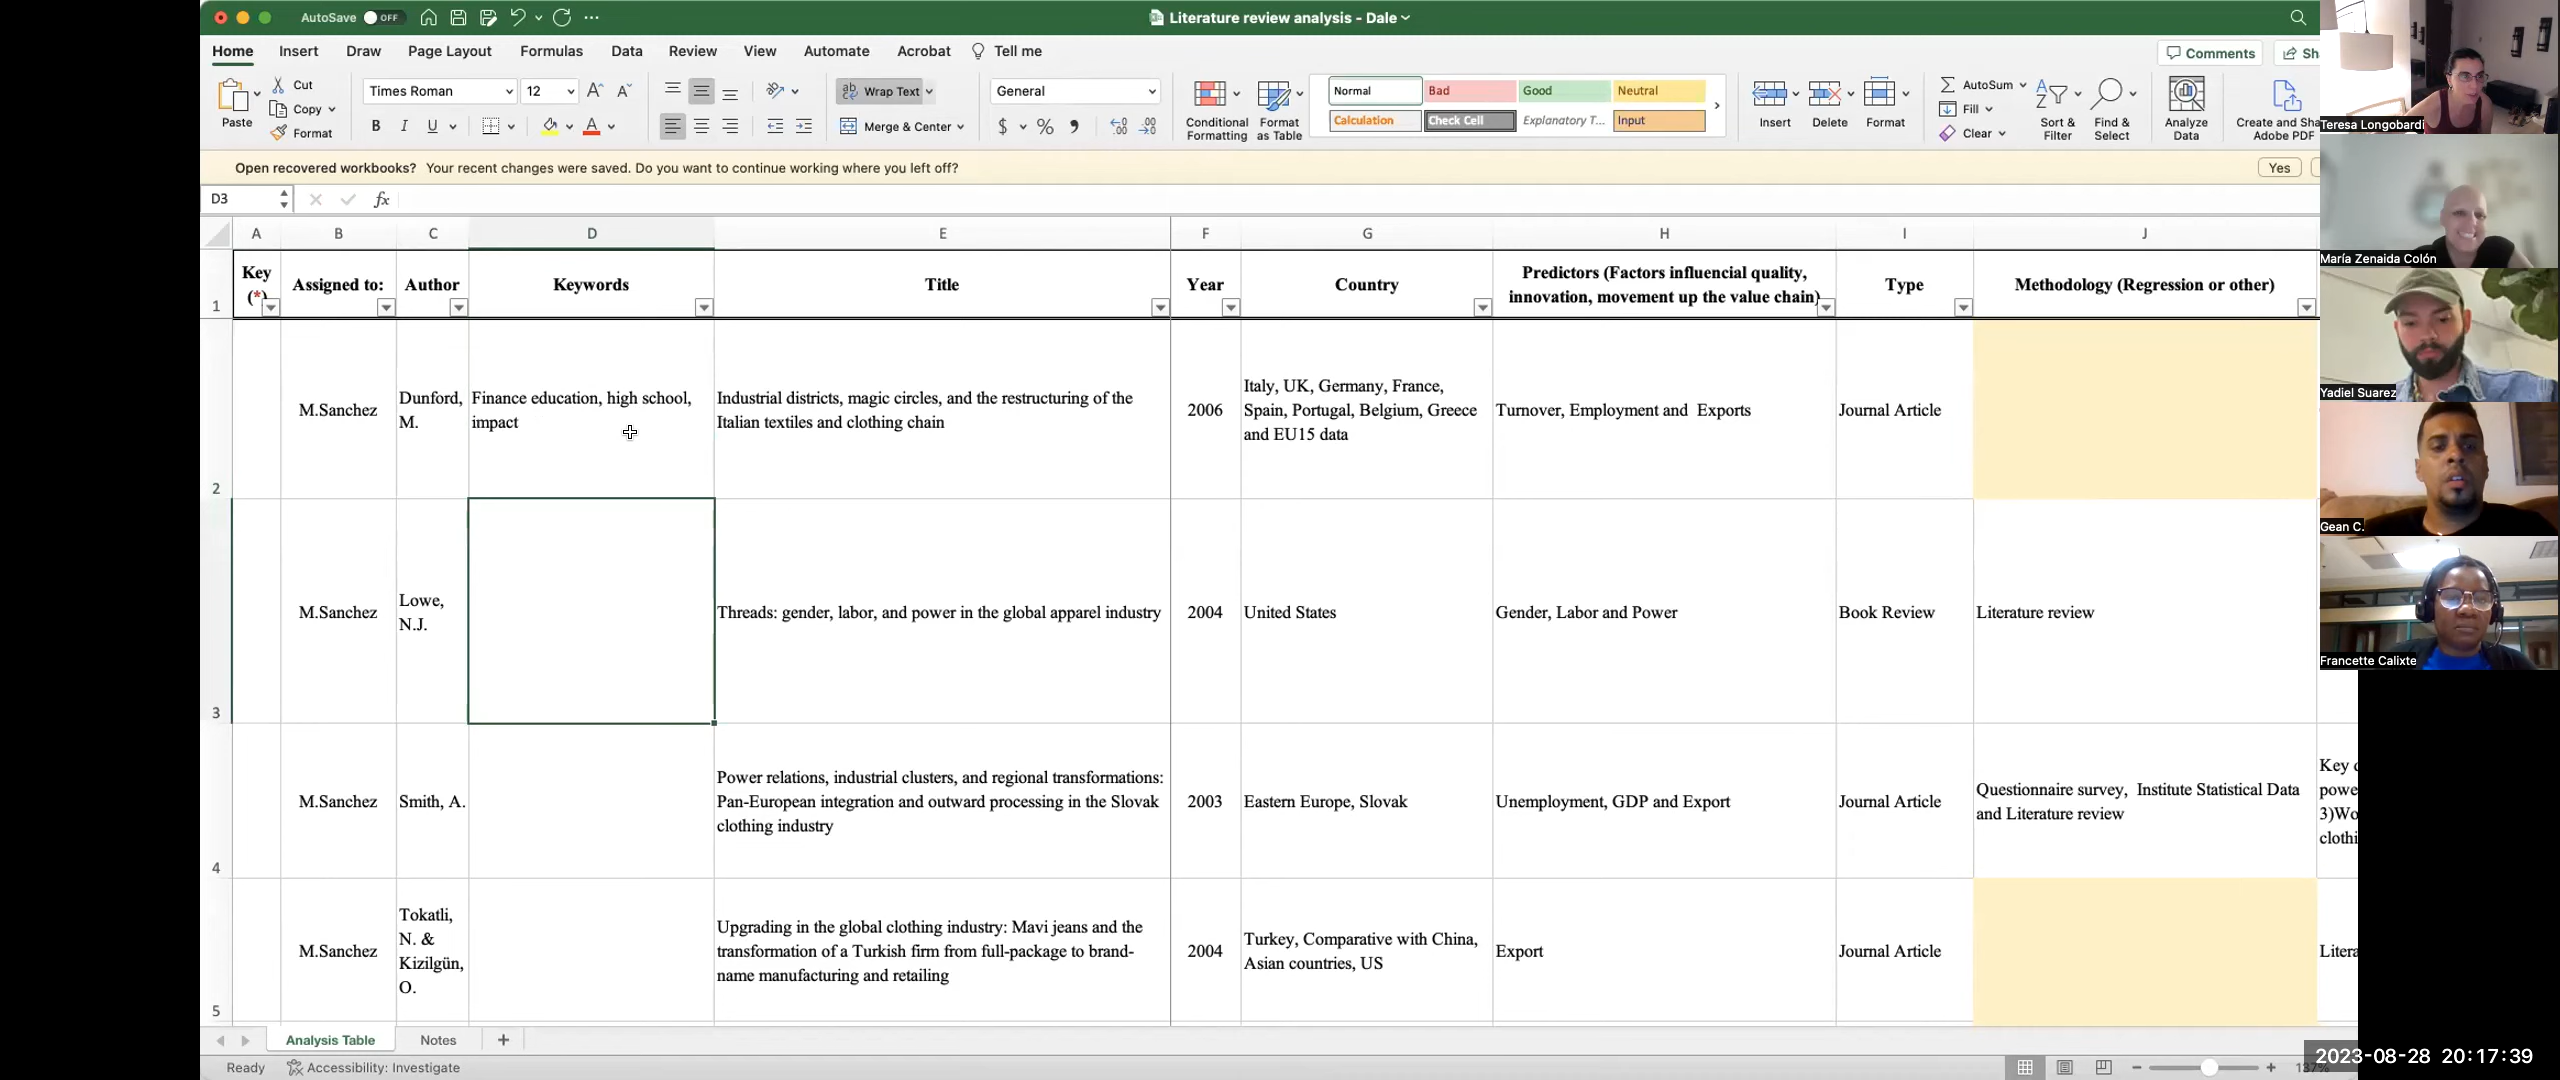 AutoSave OFF
Literature review analysis - Dale
Home Insert Draw Page Layout Formulas Data Review View Automate Acrobat Tell me
Comments
Sh
Paste
Cut
Copy
Format
Times Roman 12
B I U
Wrap Text
Merge & Center
General
$ % ,
Conditional Formatting
Format as Table
Normal Bad Good Neutral
Calculation Check Cell Explanatory T... Input
Insert Delete Format
AutoSum
Fill
Clear
Sort & Filter
Find & Select
Analyze Data
Create and Sha
Adobe PDF
Open recovered workbooks? Your recent changes were saved. Do you want to continue working where you left off?
Yes
D3
fx
A B C D E F G H I J
1
Key (*)
Assigned to:
Author
Keywords
Title
Year
Country
Predictors (Factors influencial quality,
innovation, movement up the value chain)
Type
Methodology (Regression or other)
2
M.Sanchez
Dunford,
M.
Finance education, high school,
impact
Industrial districts, magic circles, and the restructuring of the
Italian textiles and clothing chain
2006
Italy, UK, Germany, France,
Spain, Portugal, Belgium, Greece
and EU15 data
Turnover, Employment and Exports
Journal Article
3
M.Sanchez
Lowe,
N.J.
Threads: gender, labor, and power in the global apparel industry
2004
United States
Gender, Labor and Power
Book Review
Literature review
4
M.Sanchez
Smith, A.
Power relations, industrial clusters, and regional transformations:
Pan-European integration and outward processing in the Slovak
clothing industry
2003
Eastern Europe, Slovak
Unemployment, GDP and Export
Journal Article
Questionnaire survey, Institute Statistical Data
and Literature review
Key
powe
3)Wo
clothi
5
M.Sanchez
Tokatli,
N. &
Kizilgün,
O.
Upgrading in the global clothing industry: Mavi jeans and the
transformation of a Turkish firm from full-package to brand-
name manufacturing and retailing
2004
Turkey, Comparative with China,
Asian countries, US
Export
Journal Article
Litera
Analysis Table
Notes
+
Ready
Accessibility: Investigate
Teresa Longobardi
María Zenaida Colón
Yadiel Suarez
Gean C.
Francette Calixte
2023-08-28 20:17:39